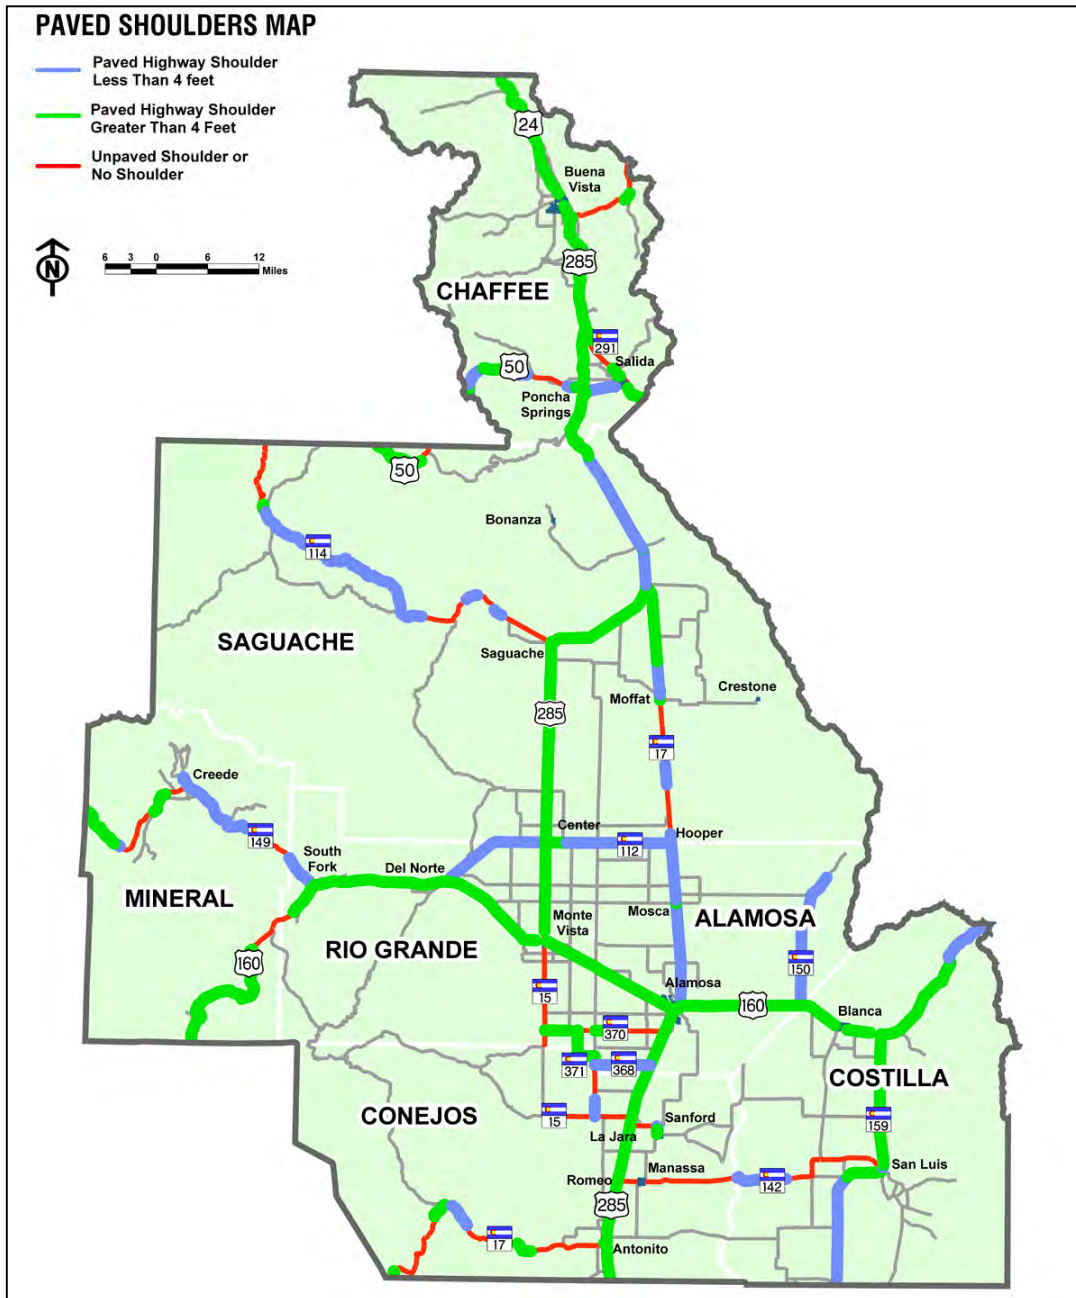 PAVED SHOULDERS MAP
Paved Highway Shoulder
Less Than 4 feet
Paved Highway Shoulder
Greater Than 4 Feet
Unpaved Shoulder or
No Shoulder
N
6 3 0 6 12
Miles
24
Buena
Vista
285
CHAFFEE
291
Salida
50
Poncha
Springs
50
Bonanza
114
SAGUACHE
Saguache
Crestone
Moffat
285
17
Creede
Center
Hooper
149
112
South
Fork
Del Norte
MINERAL
Mosca
ALAMOSA
Monte
Vista
RIO GRANDE
160
150
Alamosa
15
160
Blanca
370
371
368
COSTILLA
CONEJOS
15
Sanford
159
La Jara
San Luis
Manassa
Romeo
142
285
17
Antonito